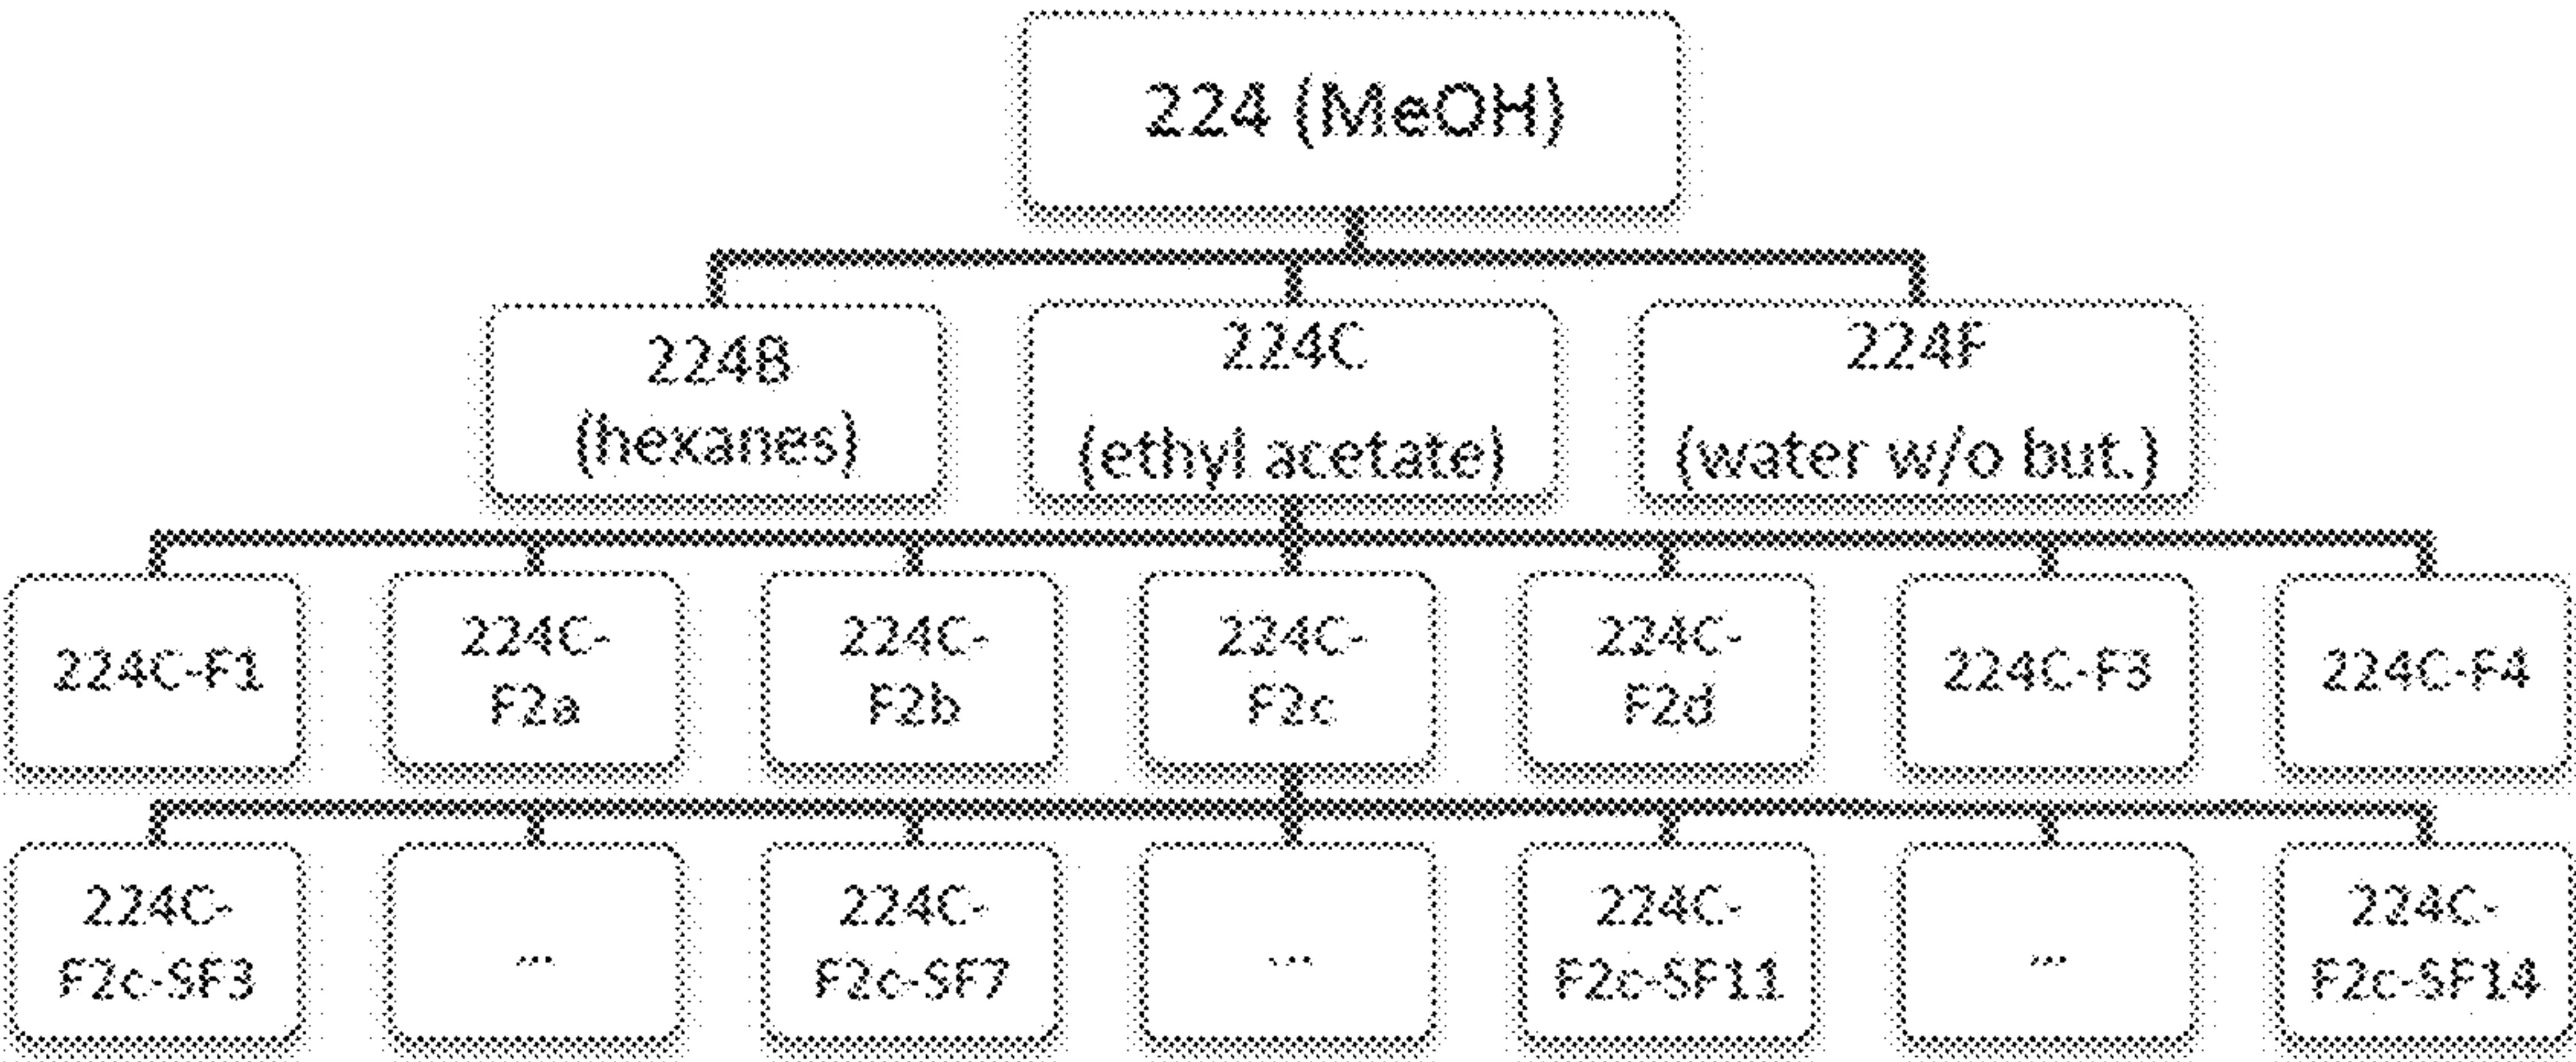 224 (MeOH)
224B
(hexanes)
224C
(ethyl acetate)
224F
(water w/o but.)
224C-F1
224C-
F2a
224C-
F2b
224C-
F2c
224C-
F2d
224C-F3
224C-F4
224C-
F2c-SF3
...
224C-
F2c-SF7
...
224C-
F2c-SF11
...
224C-
F2c-SF14